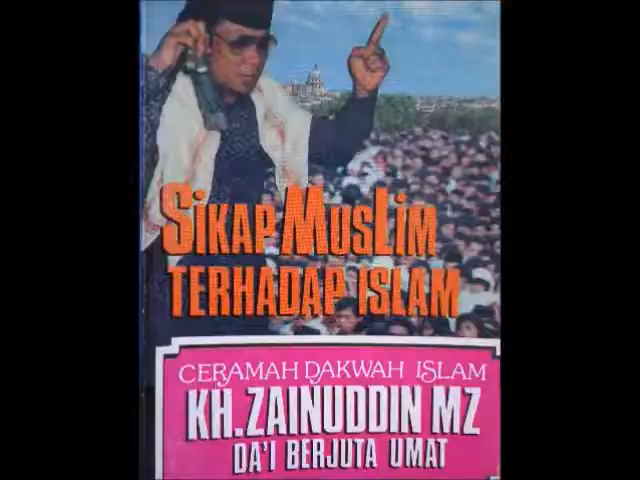 SIKAP MUSLIM
TERHADAP ISLAM
CERAMAH DAKWAH ISLAM
KH.ZAINUDDIN MZ
DA'I BERJUTA UMAT